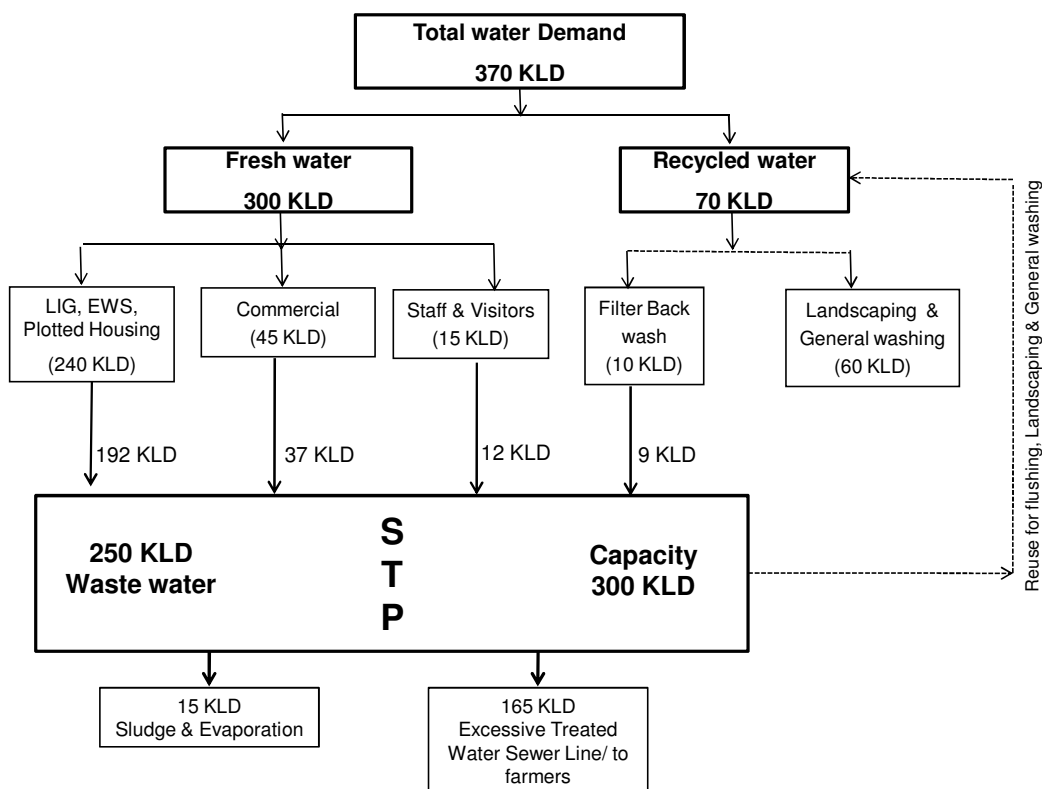 Total water Demand
370 KLD
Fresh water
300 KLD
Recycled water
70 KLD
LIG, EWS,
Plotted Housing
(240 KLD)
Commercial
(45 KLD)
Staff & Visitors
(15 KLD)
Filter Back
wash
(10 KLD)
Landscaping &
General washing
(60 KLD)
192 KLD
37 KLD
12 KLD
9 KLD
250 KLD
Waste water
S
T
P
Capacity
300 KLD
Reuse for flushing, Landscaping & General washing
15 KLD
Sludge & Evaporation
165 KLD
Excessive Treated
Water Sewer Line/ to
farmers